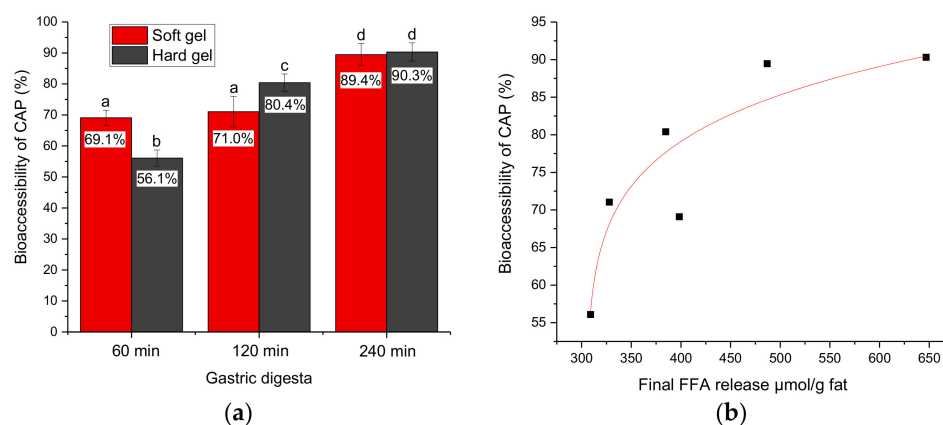 100
90
80
70
60
50
40
30
20
10
0
Bioaccessibility of CAP (%)
Soft gel
Hard gel
a
b
a
c
d
d
69.1%
56.1%
71.0%
80.4%
89.4%
90.3%
60 min
120 min
240 min
Gastric digesta
(a)
95
90
85
80
75
70
65
60
55
Bioaccessibility of CAP (%)
300
350
400
450
500
550
600
650
Final FFA release µmol/g fat
(b)